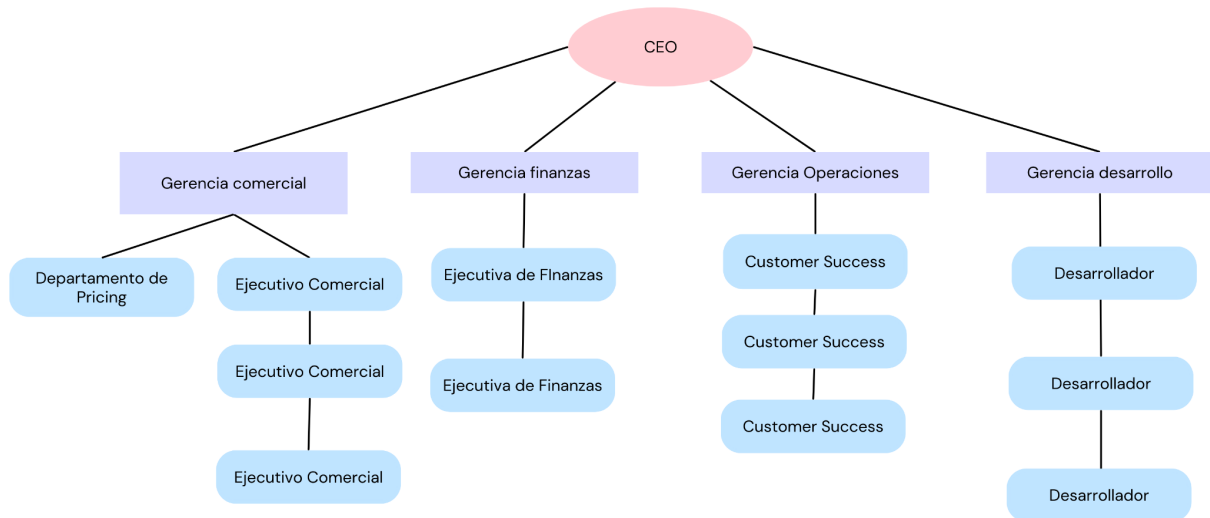 CEO
Gerencia comercial
Gerencia finanzas
Gerencia Operaciones
Gerencia desarrollo
Departamento de
Pricing
Ejecutivo Comercial
Ejecutivo Comercial
Ejecutivo Comercial
Ejecutiva de FInanzas
Ejecutiva de Finanzas
Customer Success
Customer Success
Customer Success
Desarrollador
Desarrollador
Desarrollador